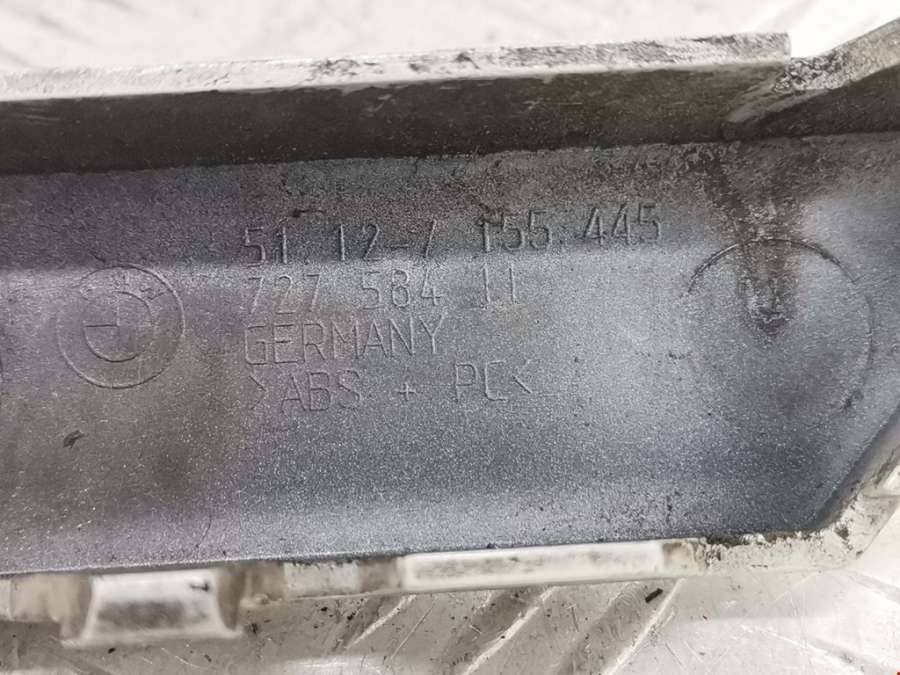 51.12-7 155 445
727 584 11
GERMANY
>ABS + PC<